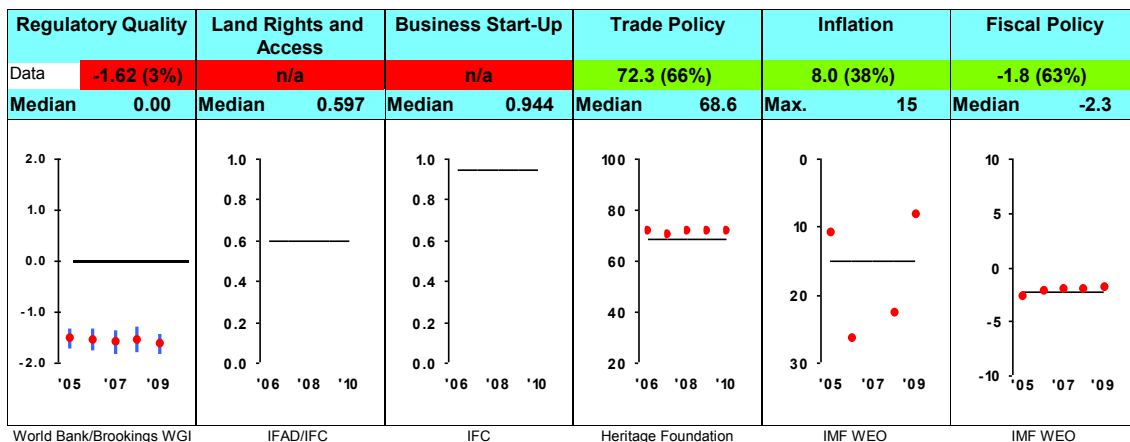 Regulatory Quality
Land Rights and
Access
Business Start-Up
Trade Policy
Inflation
Fiscal Policy
Data -1.62 (3%)
n/a
n/a
72.3 (66%)
8.0 (38%)
-1.8 (63%)
Median 0.00
Median 0.597
Median 0.944
Median 68.6
Max. 15
Median -2.3
2.0
1.0
0.0
-1.0
-2.0
'05 '07 '09
1.0
0.8
0.6
0.4
0.2
0.0
'06 '08 '10
1.0
0.8
0.6
0.4
0.2
0.0
'06 '08 '10
100
80
60
40
20
'06 '08 '10
0
10
20
30
'05 '07 '09
10
5
0
-5
-10
'05 '07 '09
World Bank/Brookings WGI
IFAD/IFC
IFC
Heritage Foundation
IMF WEO
IMF WEO